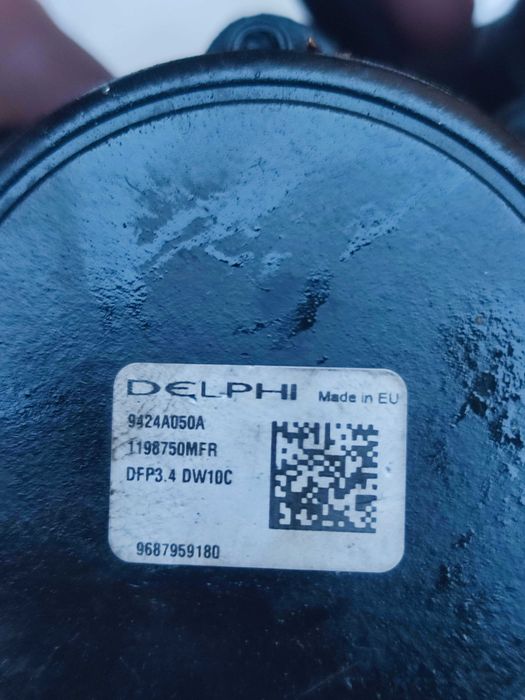 DELPHI Made in EU
9424A050A
1198750MFR
DFP3.4 DW10C
9687959180